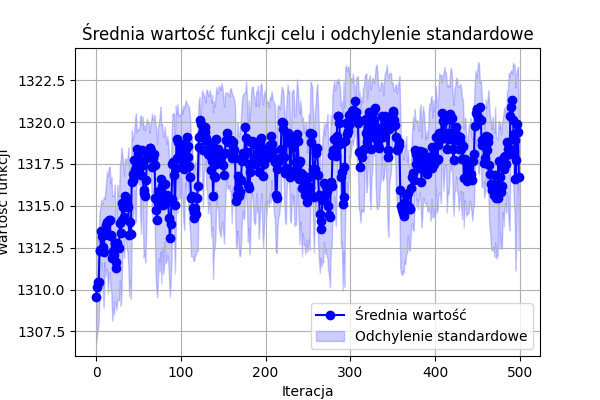 Średnia wartość funkcji celu i odchylenie standardowe
1322.5
1320.0
1317.5
1315.0
1312.5
1310.0
1307.5
Wartość funkcji
0
100
200
300
400
500
Iteracja
Średnia wartość
Odchylenie standardowe